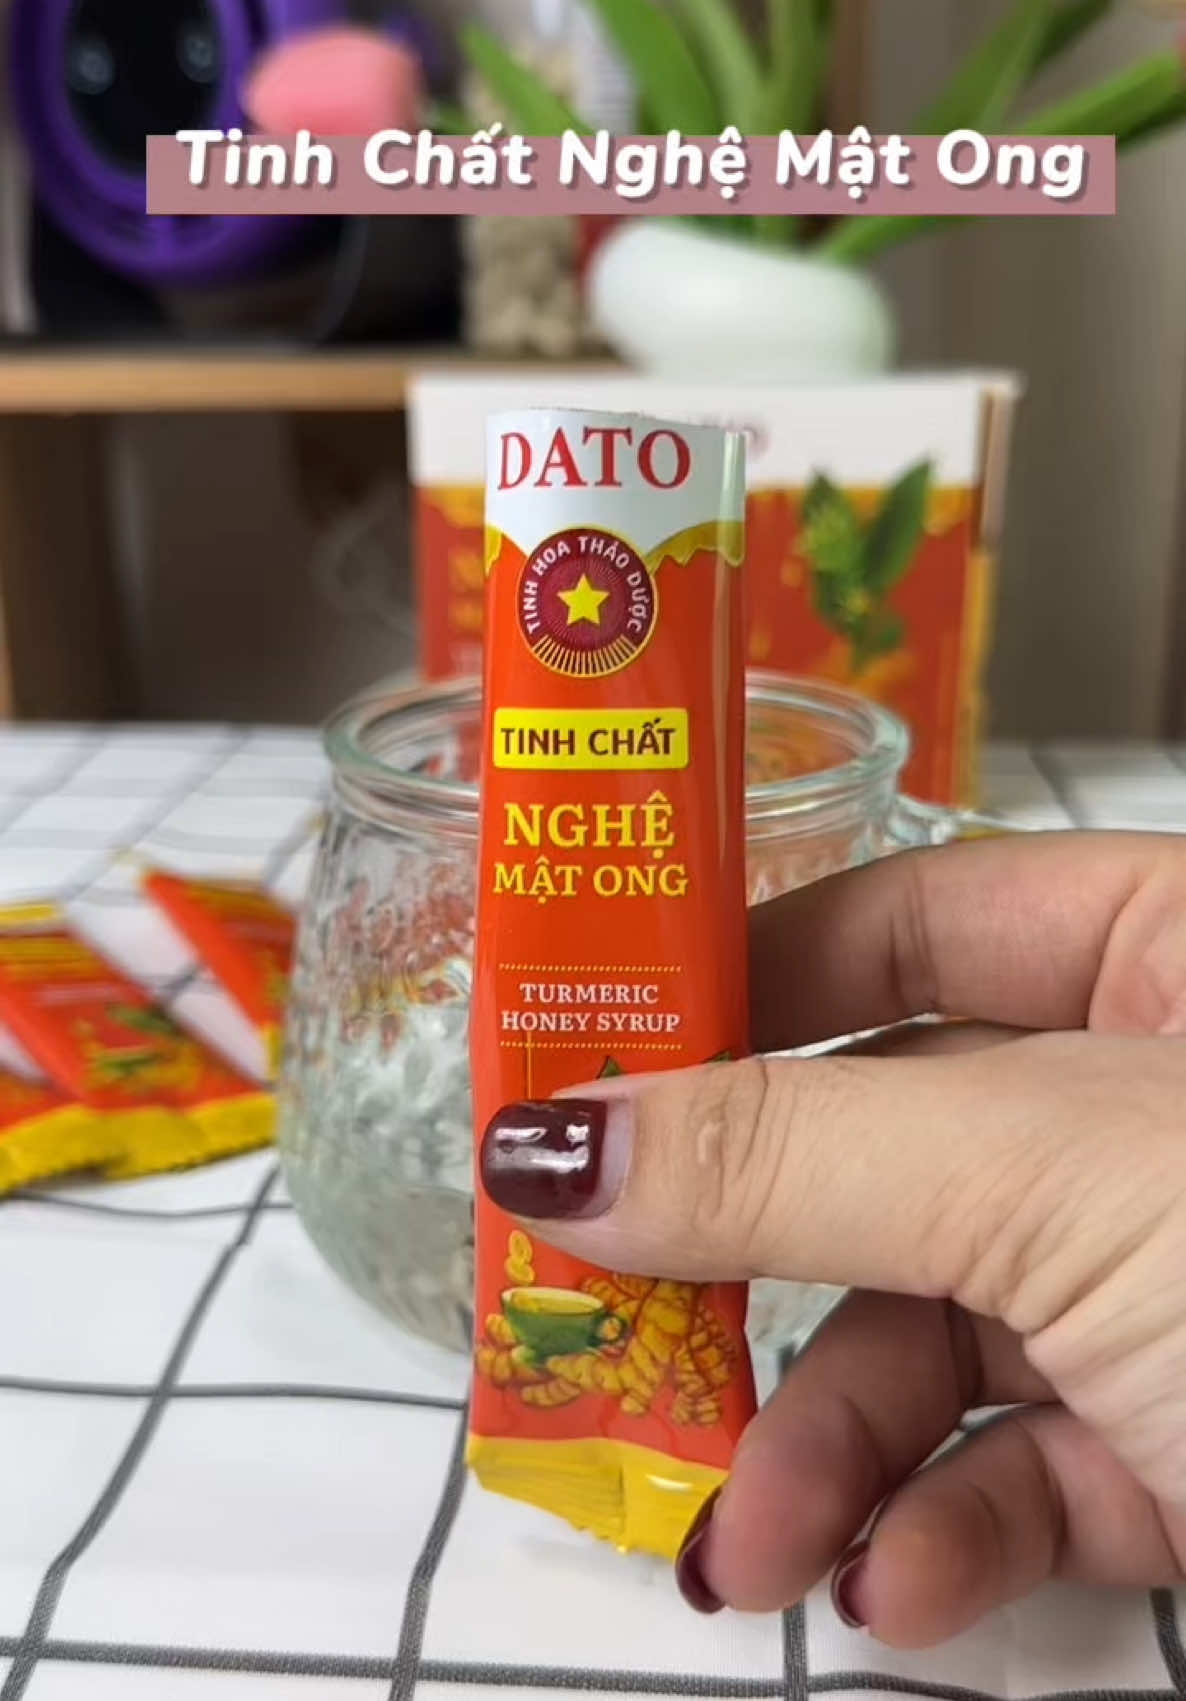 Tinh Chất Nghệ Mật Ong
DATO
TINH HOA THẢO DƯỢC
TINH CHẤT
NGHỆ
MẬT ONG
TURMERIC
HONEY SYRUP